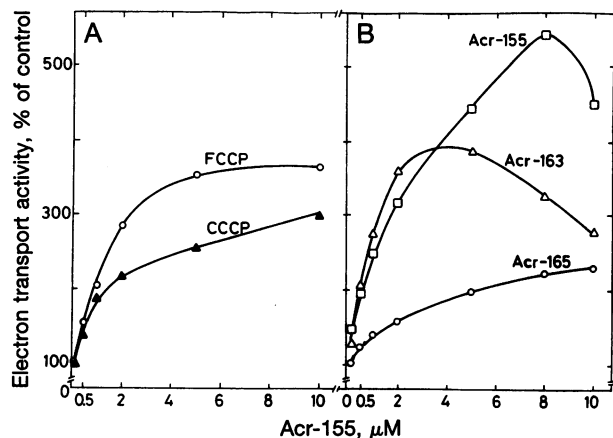 A
B
Electron transport activity, % of control
500
300
100
0
FCCP
CCCP
Acr-155
Acr-163
Acr-165
0.5 2 4 6 8 10
0.5 2 4 6 8 10
Acr-155, μM